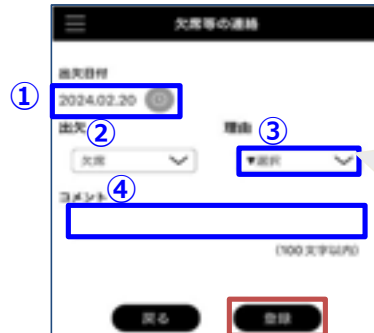 欠席等の連絡
出欠日付
① 2024.02.20
出欠 ② 理由 ③
欠席 ▼選択
コメント ④
(100文字以内)
戻る 登録